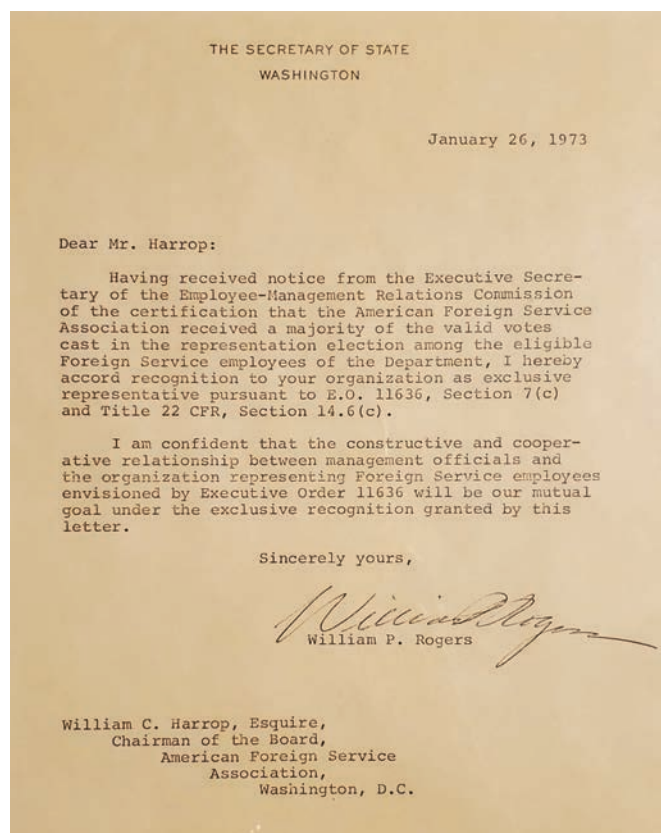 THE SECRETARY OF STATE
WASHINGTON
January 26, 1973
Dear Mr. Harrop:
Having received notice from the Executive Secre-
tary of the Employee-Management Relations Commission
of the certification that the American Foreign Service
Association received a majority of the valid votes
cast in the representation election among the eligible
Foreign Service employees of the Department, I hereby
accord recognition to your organization as exclusive
representative pursuant to E.O. 11636, Section 7(c)
and Title 22 CFR, Section 14.6(c).
I am confident that the constructive and cooper-
ative relationship between management officials and
the organization representing Foreign Service employees
envisioned by Executive Order 11636 will be our mutual
goal under the exclusive recognition granted by this
letter.
Sincerely yours,
William P Rogers
William P. Rogers
William C. Harrop, Esquire,
Chairman of the Board,
American Foreign Service
Association,
Washington, D.C.